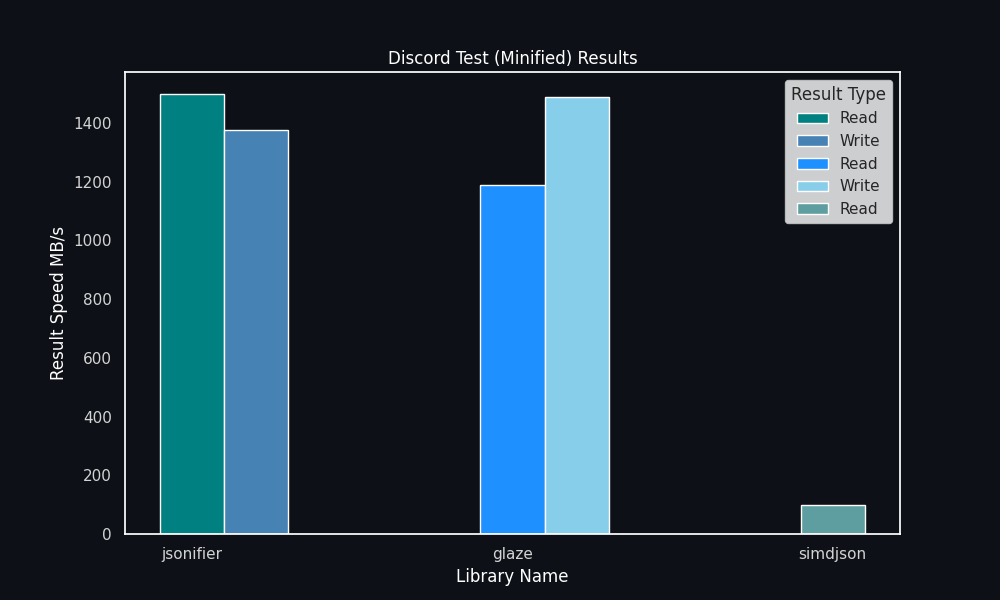 Discord Test (Minified) Results
Result Type
Read
Write
Read
Write
Read
Result Speed MB/s
1400
1200
1000
800
600
400
200
0
jsonifier glaze simdjson
Library Name